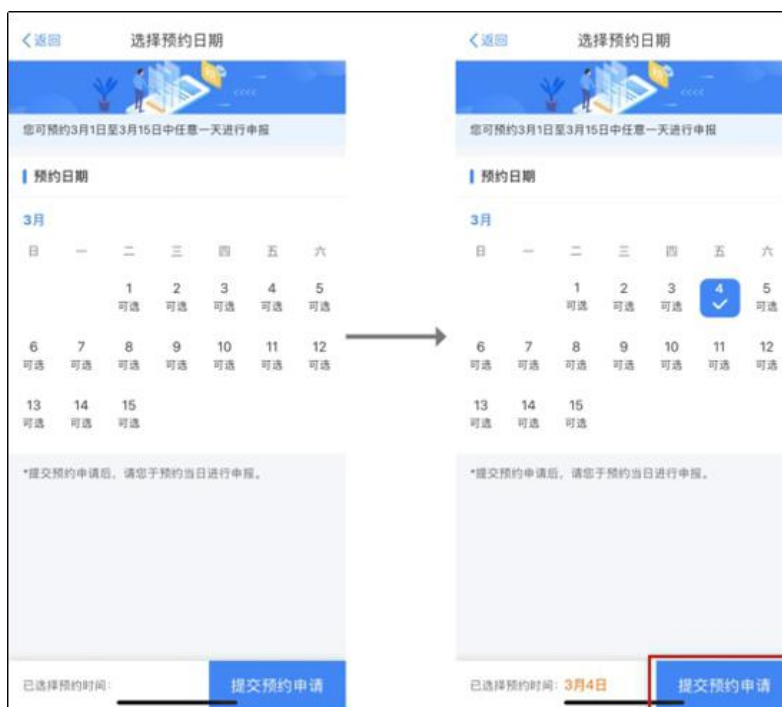 返回
选择预约日期
您可预约3月1日至3月15日中任意一天进行申报
预约日期
3月
日 一 二 三 四 五 六
1 2 3 4 5
可选 可选 可选 可选 可选
6 7 8 9 10 11 12
可选 可选 可选 可选 可选 可选 可选
13 14 15
可选 可选 可选
*提交预约申请后，请您于预约当日进行申报。
已选择预约时间：
提交预约申请
返回
选择预约日期
您可预约3月1日至3月15日中任意一天进行申报
预约日期
3月
日 一 二 三 四 五 六
1 2 3 4 5
可选 可选 可选 可选
6 7 8 9 10 11 12
可选 可选 可选 可选 可选 可选 可选
13 14 15
可选 可选 可选
*提交预约申请后，请您于预约当日进行申报。
已选择预约时间：3月4日
提交预约申请